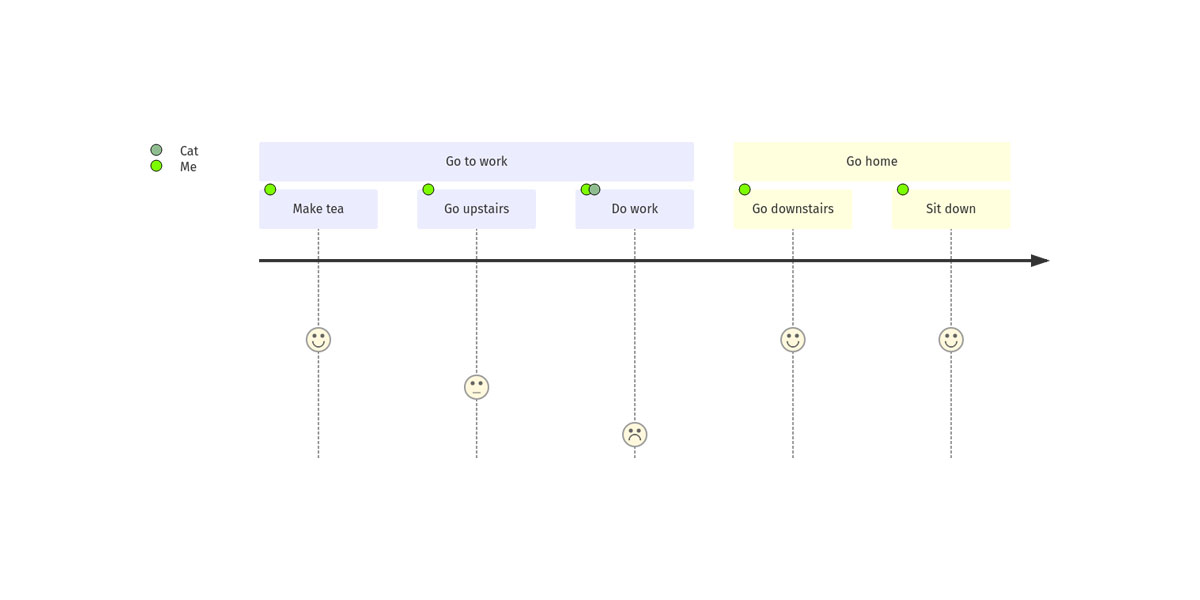 Cat
Me
Go to work
Go home
Make tea
Go upstairs
Do work
Go downstairs
Sit down